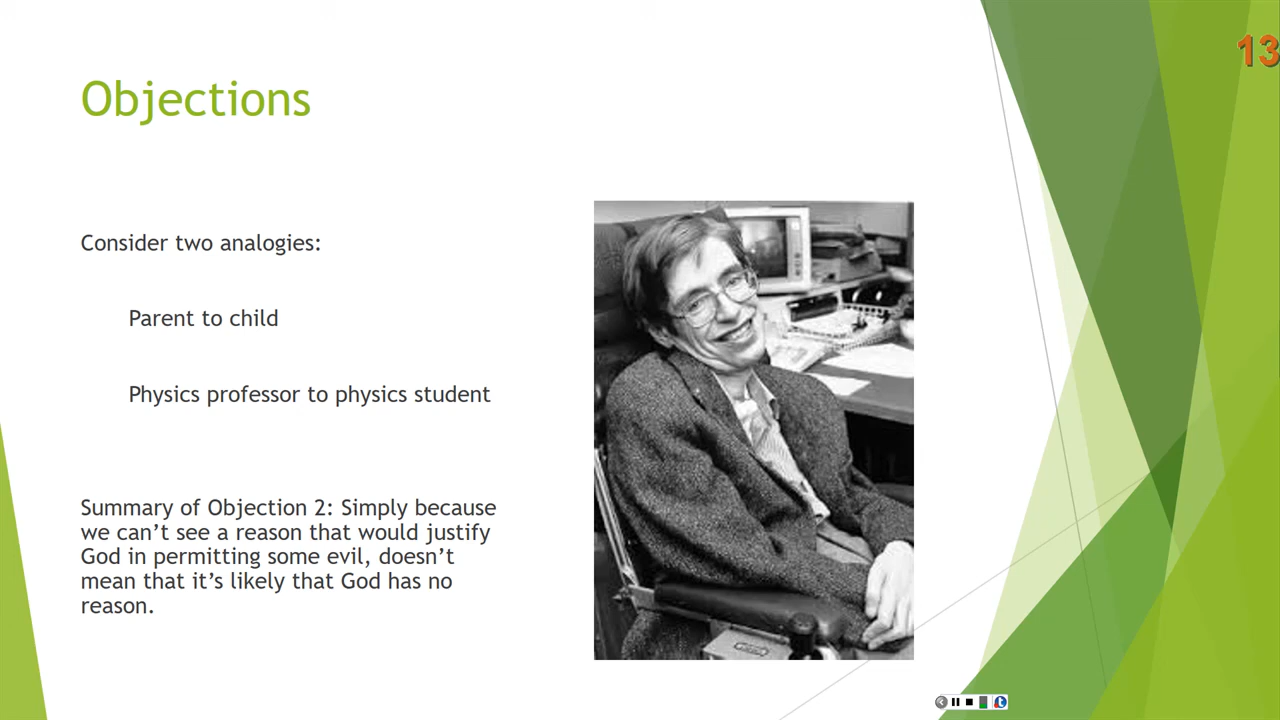 13
Objections
Consider two analogies:
Parent to child
Physics professor to physics student
Summary of Objection 2: Simply because
we can’t see a reason that would justify
God in permitting some evil, doesn’t
mean that it’s likely that God has no
reason.